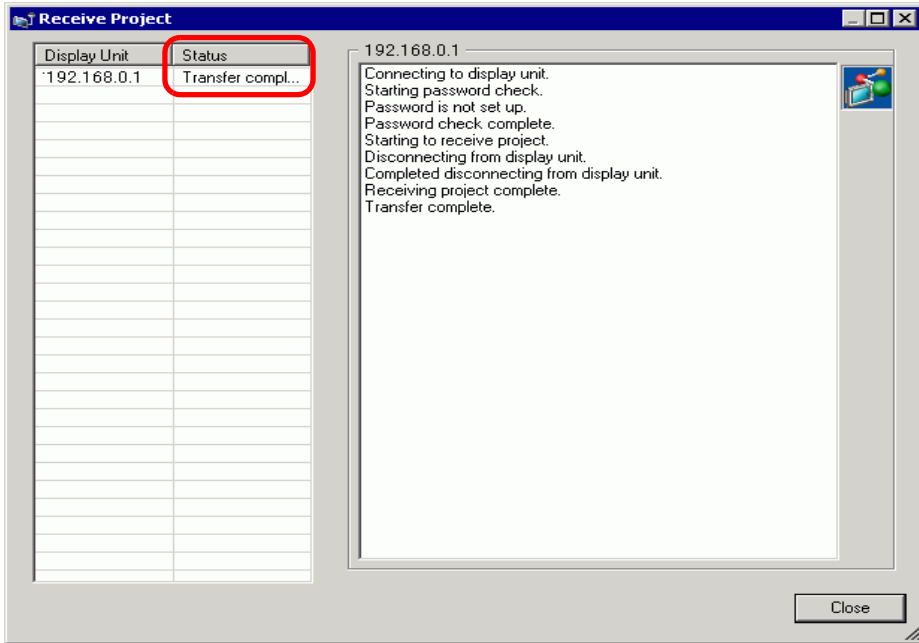 Receive Project
Display Unit Status
192.168.0.1 Transfer compl...
192.168.0.1
Connecting to display unit.
Starting password check.
Password is not set up.
Password check complete.
Starting to receive project.
Disconnecting from display unit.
Completed disconnecting from display unit.
Receiving project complete.
Transfer complete.
Close